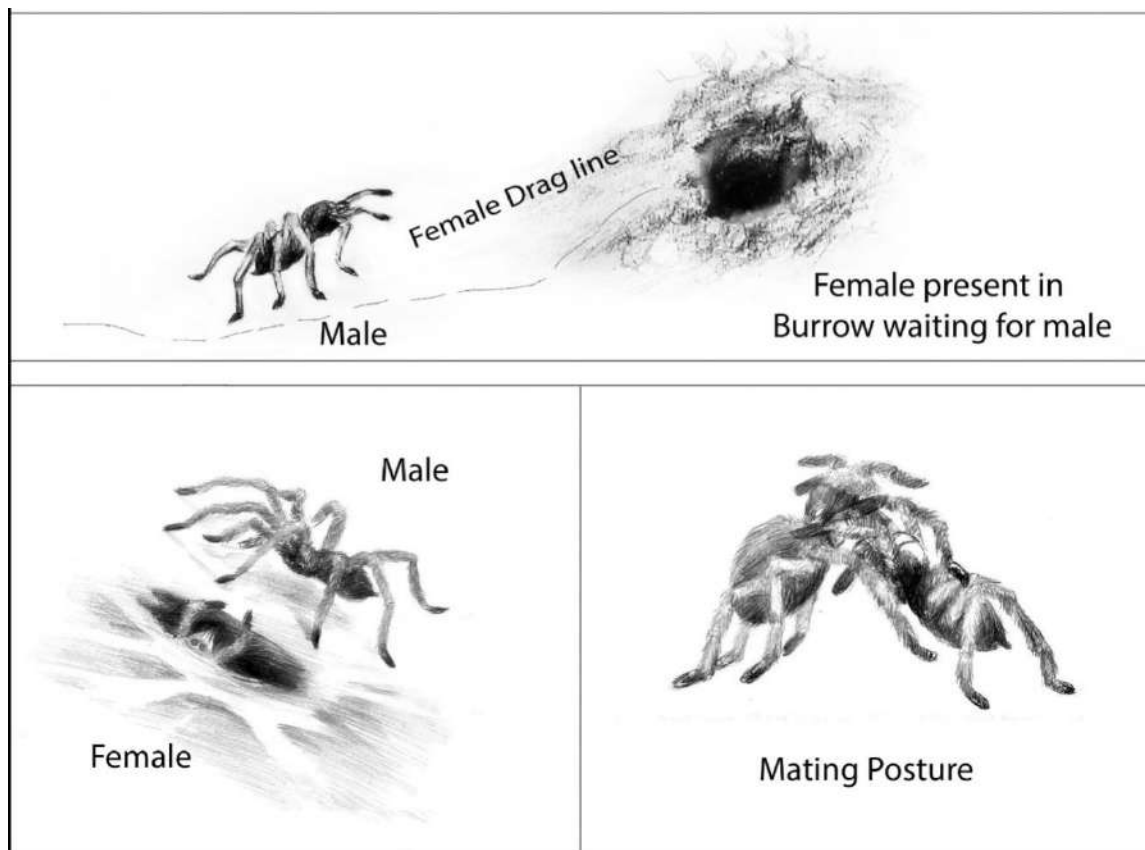 Female Drag line
Male
Female present in
Burrow waiting for male
Male
Female
Mating Posture